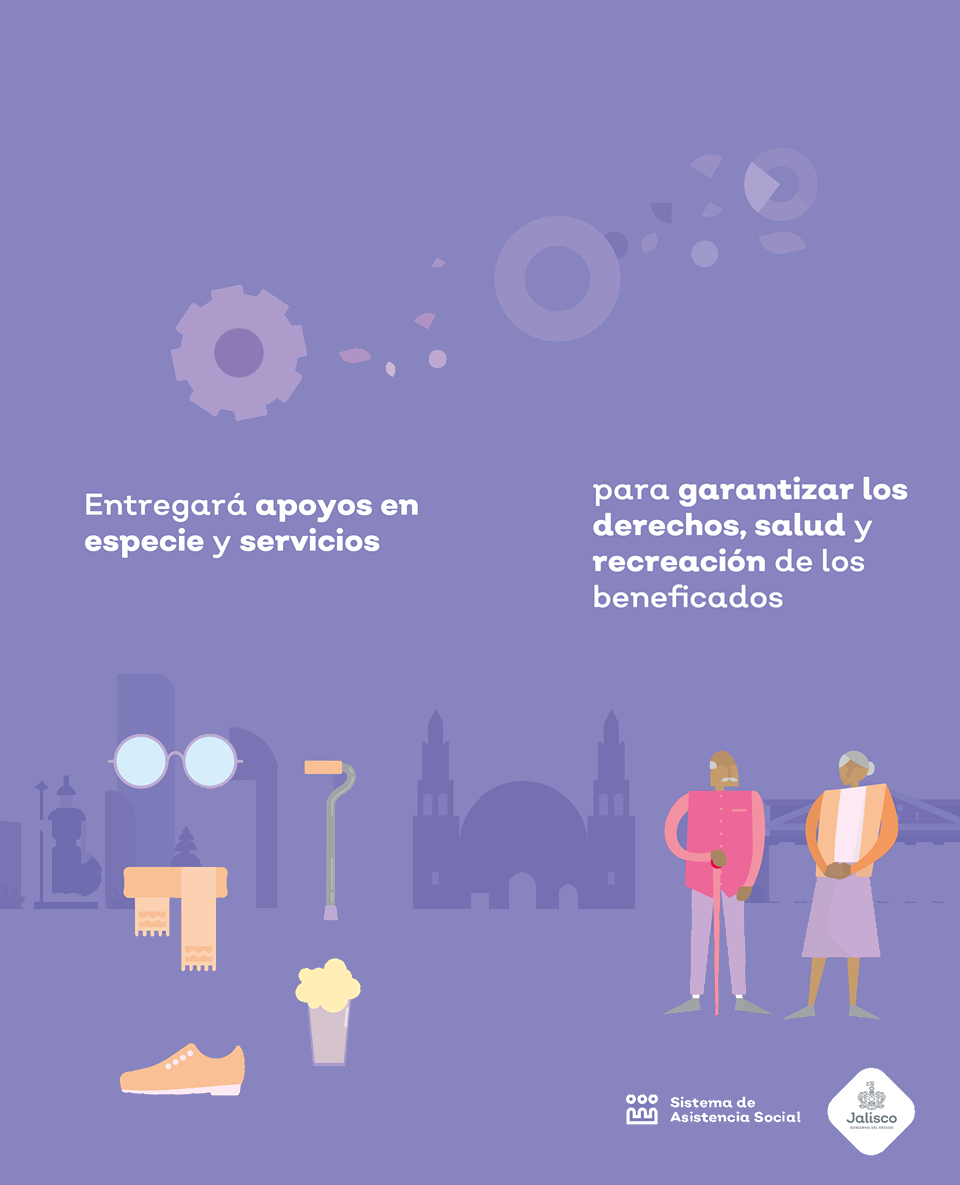 Entregará apoyos en
especie y servicios
para garantizar los
derechos, salud y
recreación de los
beneficados
Sistema de
Asistencia Social
Jalisco
GOBIERNO DEL ESTADO